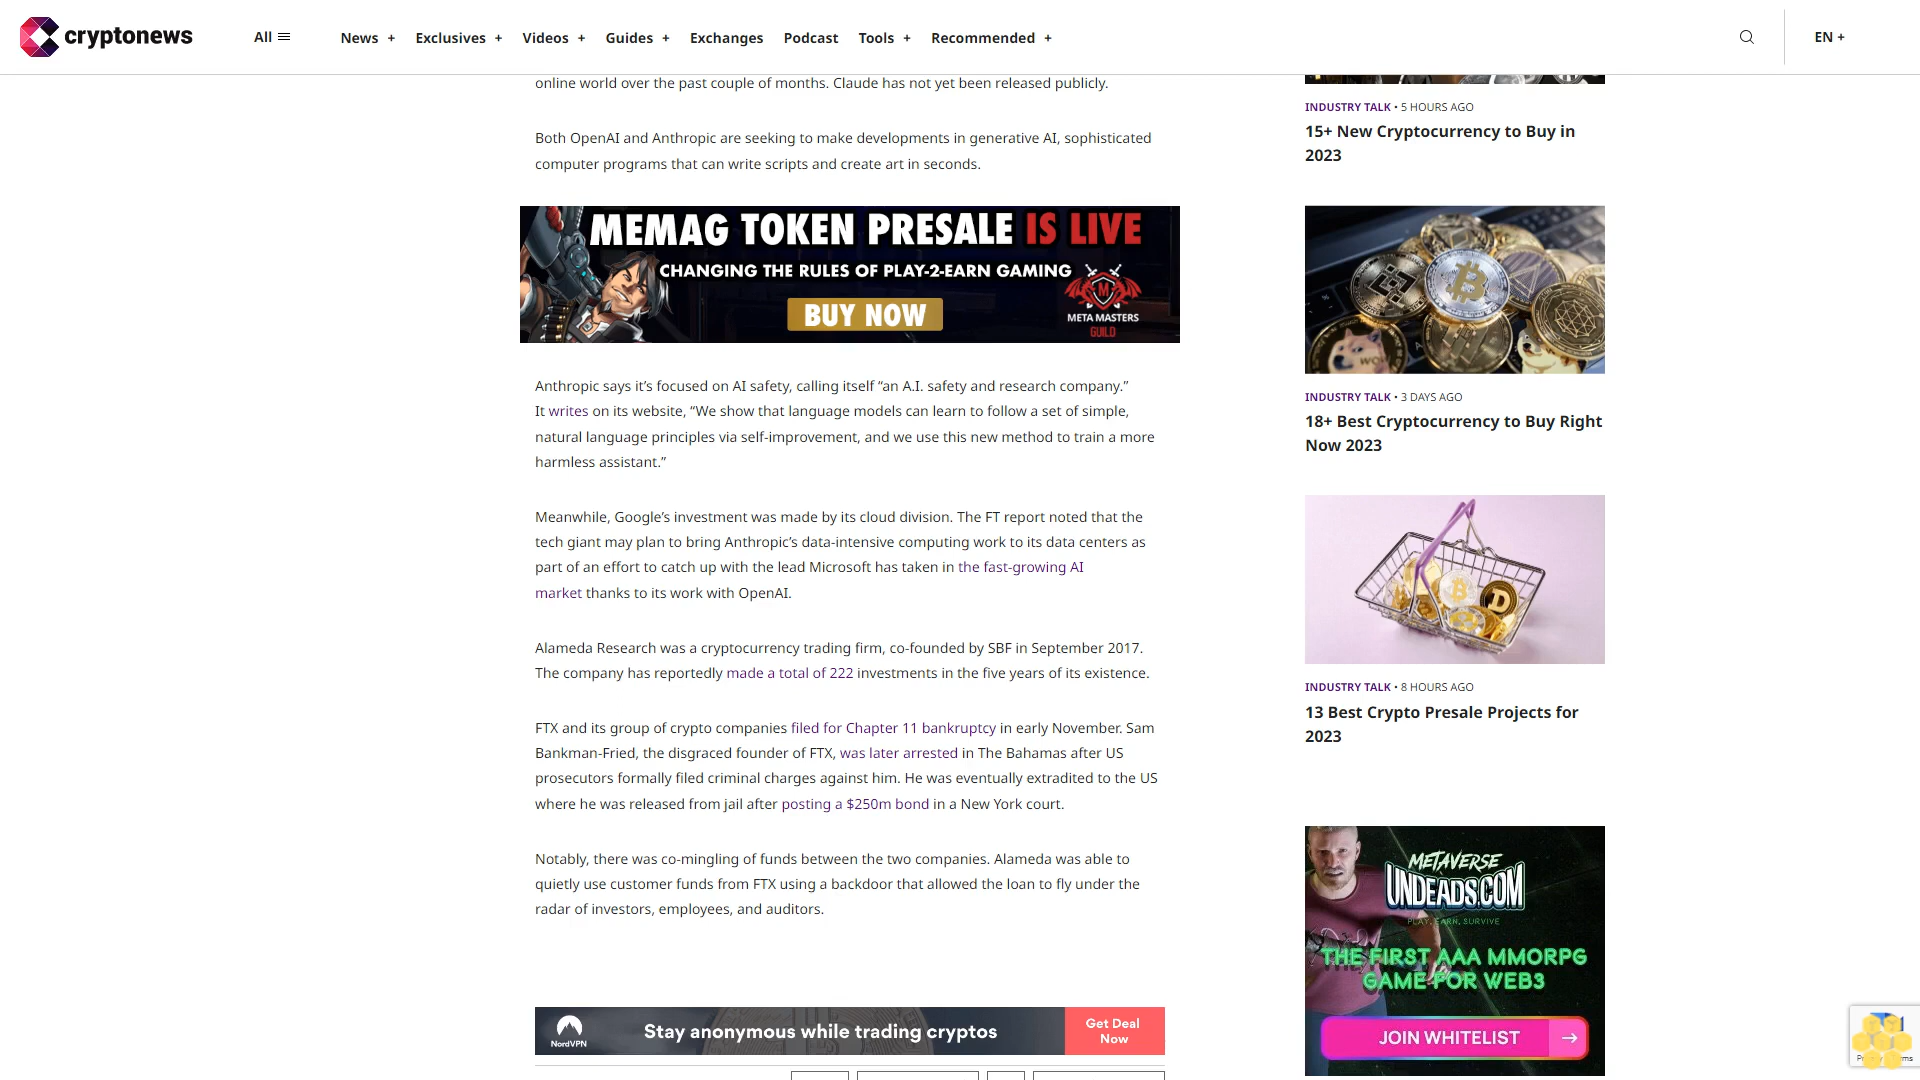 cryptonews
All
News +
Exclusives +
Videos +
Guides +
Exchanges
Podcast
Tools +
Recommended +
EN +
online world over the past couple of months. Claude has not yet been released publicly.
Both OpenAI and Anthropic are seeking to make developments in generative AI, sophisticated
computer programs that can write scripts and create art in seconds.
MEMAG TOKEN PRESALE IS LIVE
CHANGING THE RULES OF PLAY-2-EARN GAMING
BUY NOW
M
META MASTERS
GUILD
Anthropic says it’s focused on AI safety, calling itself “an A.I. safety and research company.”
It writes on its website, “We show that language models can learn to follow a set of simple,
natural language principles via self-improvement, and we use this new method to train a more
harmless assistant.”
Meanwhile, Google’s investment was made by its cloud division. The FT report noted that the
tech giant may plan to bring Anthropic’s data-intensive computing work to its data centers as
part of an effort to catch up with the lead Microsoft has taken in the fast-growing AI
market thanks to its work with OpenAI.
Alameda Research was a cryptocurrency trading firm, co-founded by SBF in September 2017.
The company has reportedly made a total of 222 investments in the five years of its existence.
FTX and its group of crypto companies filed for Chapter 11 bankruptcy in early November. Sam
Bankman-Fried, the disgraced founder of FTX, was later arrested in The Bahamas after US
prosecutors formally filed criminal charges against him. He was eventually extradited to the US
where he was released from jail after posting a $250m bond in a New York court.
Notably, there was co-mingling of funds between the two companies. Alameda was able to
quietly use customer funds from FTX using a backdoor that allowed the loan to fly under the
radar of investors, employees, and auditors.
NordVPN
Stay anonymous while trading cryptos
Get Deal
Now
INDUSTRY TALK • 5 HOURS AGO
15+ New Cryptocurrency to Buy in
2023
WOW
INDUSTRY TALK • 3 DAYS AGO
18+ Best Cryptocurrency to Buy Right
Now 2023
INDUSTRY TALK • 8 HOURS AGO
13 Best Crypto Presale Projects for
2023
METAVERSE
UNDEADS.COM
PLAY, EARN, SURVIVE
THE FIRST AAA MMORPG
GAME FOR WEB3
JOIN WHITELIST →